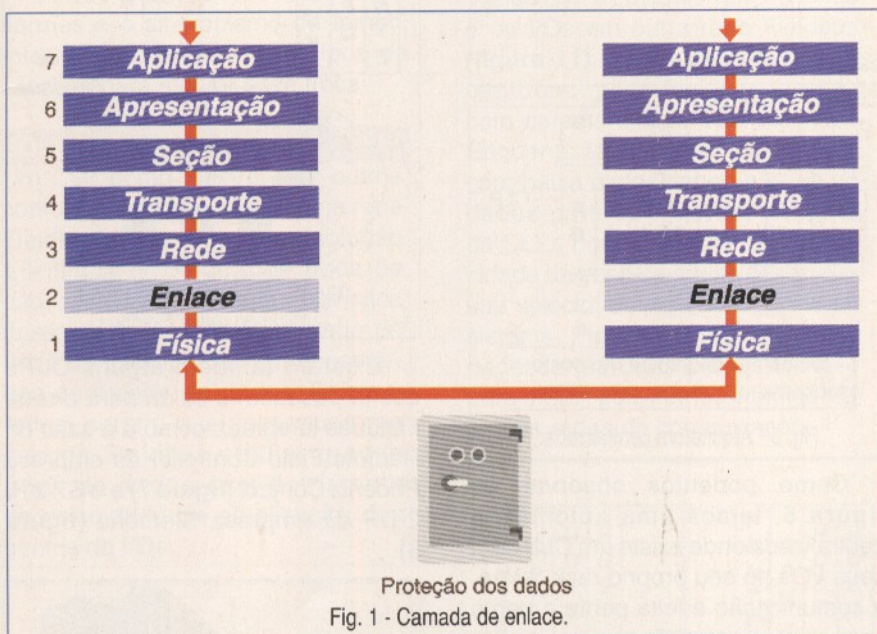 7 Aplicação Aplicação
6 Apresentação Apresentação
5 Seção Seção
4 Transporte Transporte
3 Rede Rede
2 Enlace Enlace
1 Física Física
Proteção dos dados
Fig. 1 - Camada de enlace.